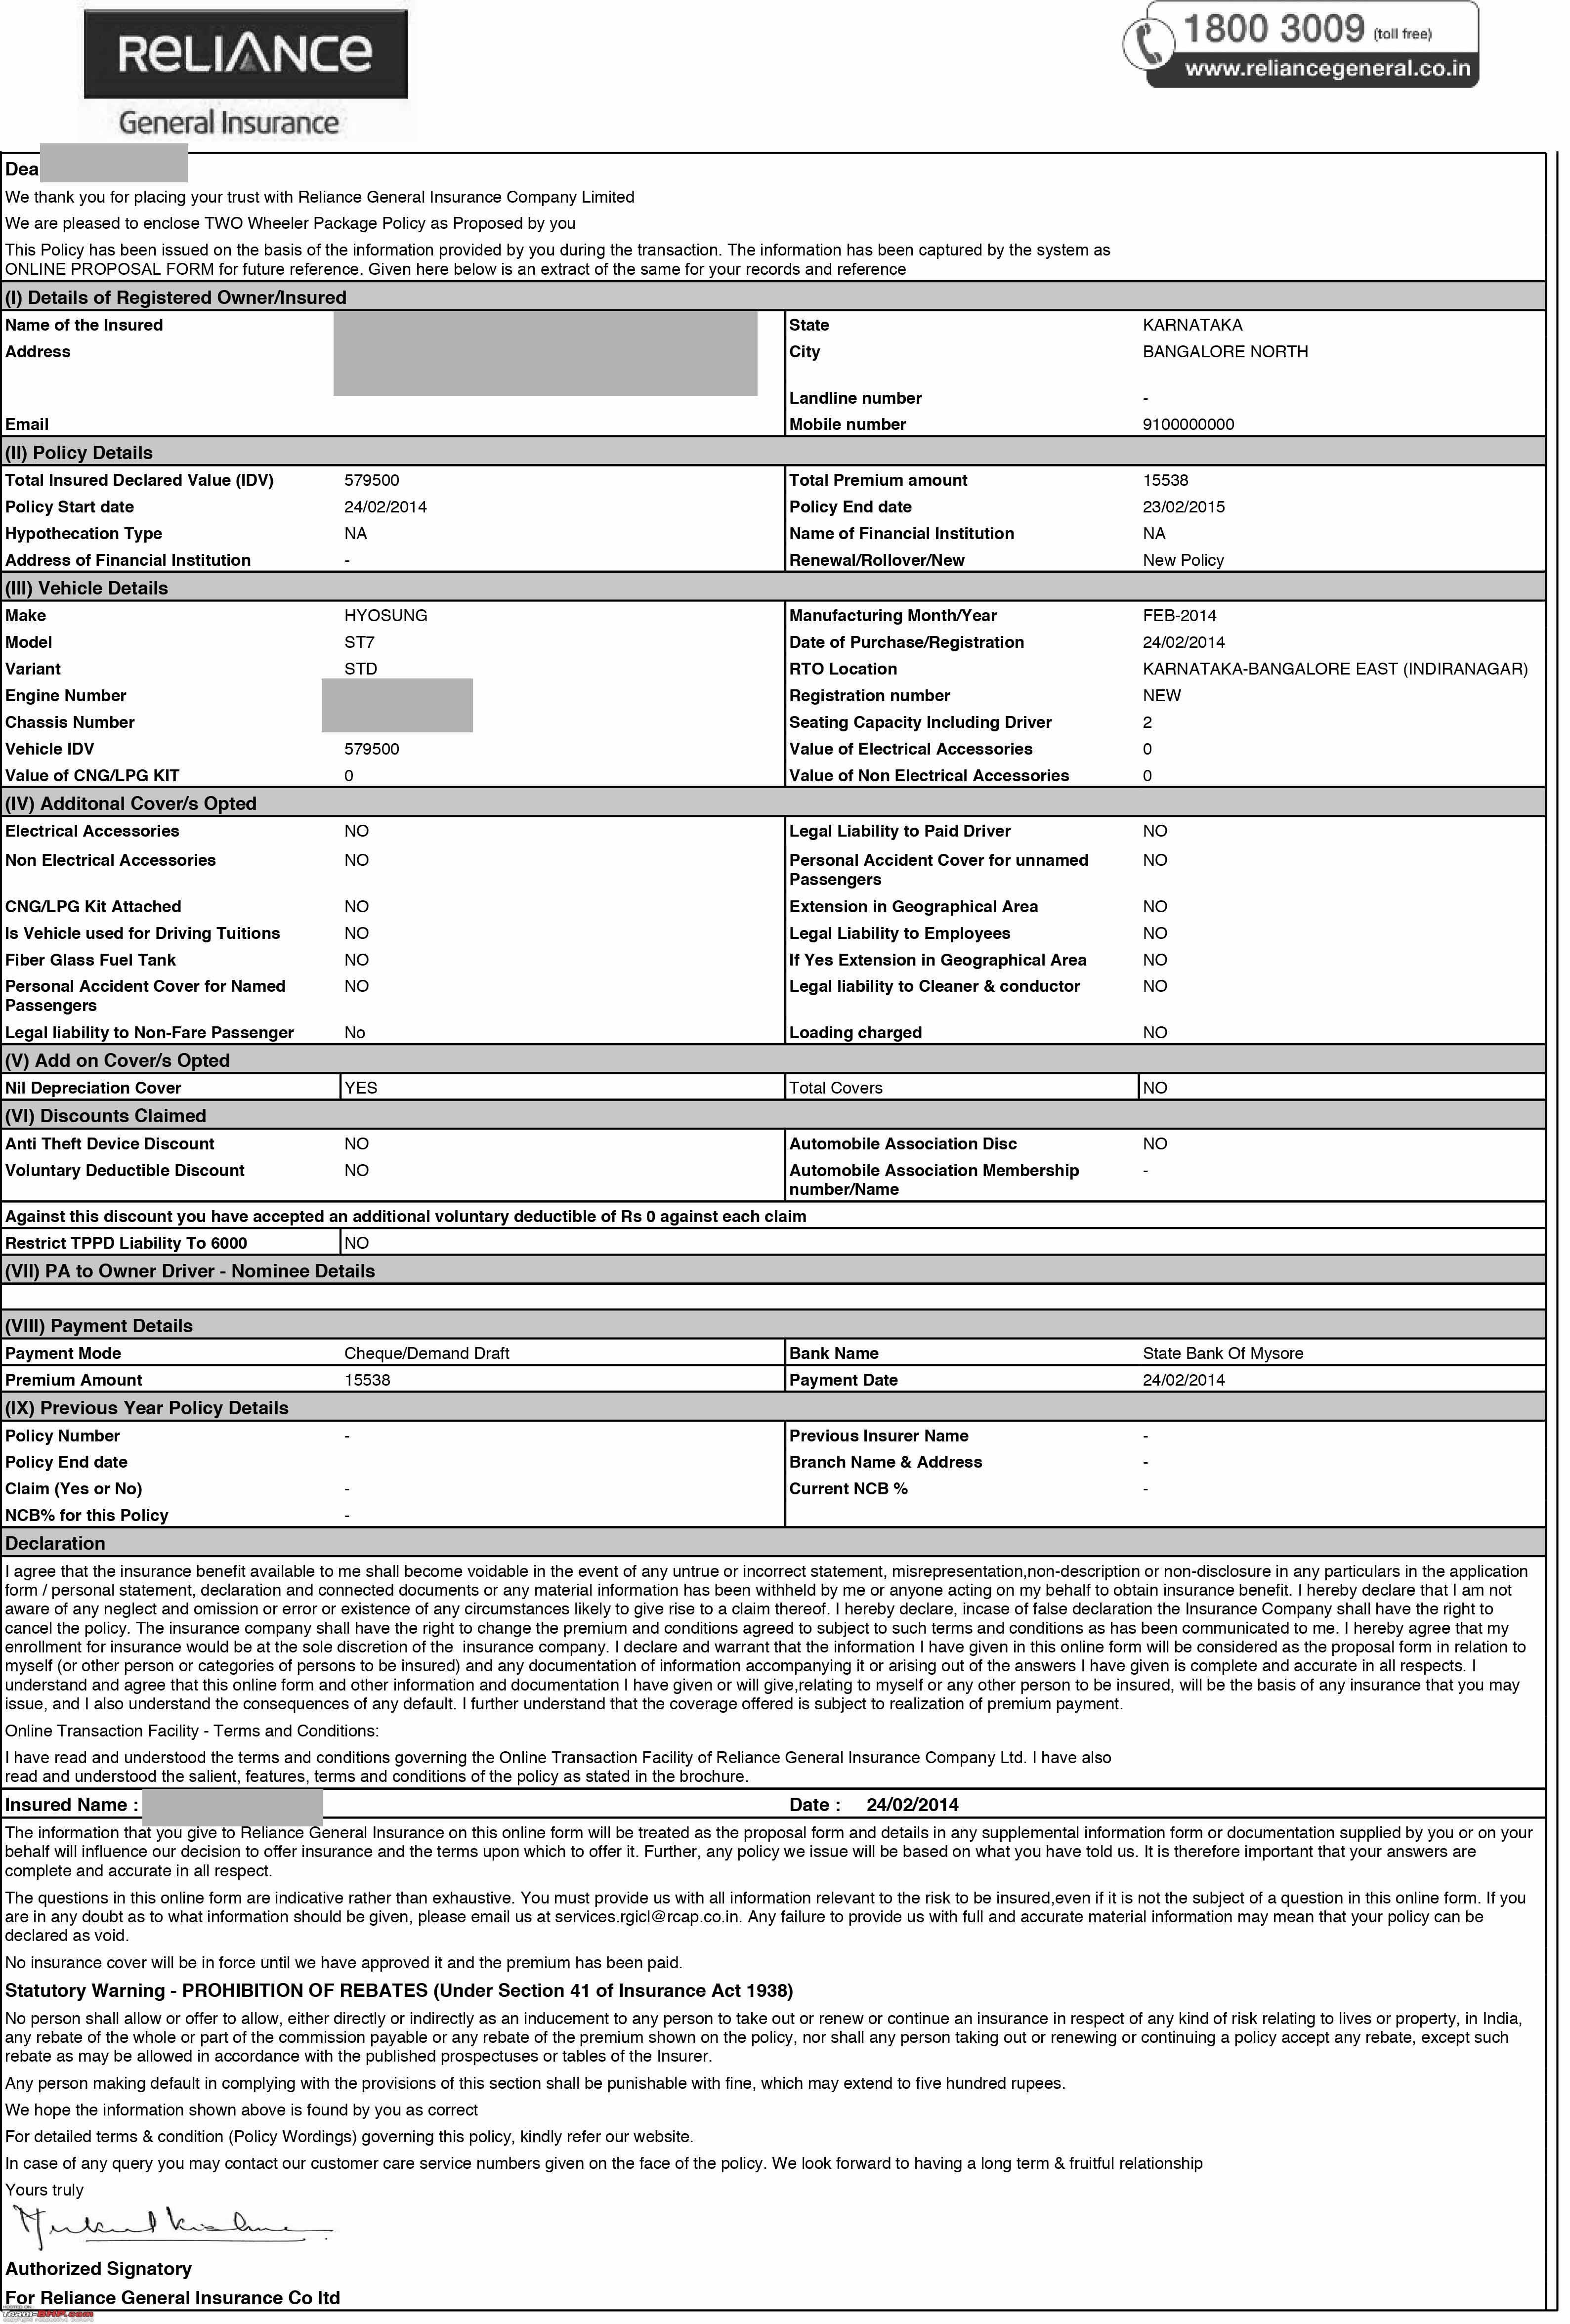 RELIANCE
General Insurance
1800 3009 (toll free)
www.reliancegeneral.co.in
Dea
We thank you for placing your trust with Reliance General Insurance Company Limited
We are pleased to enclose TWO Wheeler Package Policy as Proposed by you
This Policy has been issued on the basis of the information provided by you during the transaction. The information has been captured by the system as
ONLINE PROPOSAL FORM for future reference. Given here below is an extract of the same for your records and reference
(I) Details of Registered Owner/Insured
Name of the Insured State KARNATAKA
Address City BANGALORE NORTH
Landline number -
Email Mobile number 9100000000
(II) Policy Details
Total Insured Declared Value (IDV) 579500 Total Premium amount 15538
Policy Start date 24/02/2014 Policy End date 23/02/2015
Hypothecation Type NA Name of Financial Institution NA
Address of Financial Institution - Renewal/Rollover/New New Policy
(III) Vehicle Details
Make HYOSUNG Manufacturing Month/Year FEB-2014
Model ST7 Date of Purchase/Registration 24/02/2014
Variant STD RTO Location KARNATAKA-BANGALORE EAST (INDIRANAGAR)
Engine Number Registration number NEW
Chassis Number Seating Capacity Including Driver 2
Vehicle IDV 579500 Value of Electrical Accessories 0
Value of CNG/LPG KIT 0 Value of Non Electrical Accessories 0
(IV) Additonal Cover/s Opted
Electrical Accessories NO Legal Liability to Paid Driver NO
Non Electrical Accessories NO Personal Accident Cover for unnamed NO
Passengers
CNG/LPG Kit Attached NO Extension in Geographical Area NO
Is Vehicle used for Driving Tuitions NO Legal Liability to Employees NO
Fiber Glass Fuel Tank NO If Yes Extension in Geographical Area NO
Personal Accident Cover for Named NO Legal liability to Cleaner & conductor NO
Passengers
Legal liability to Non-Fare Passenger No Loading charged NO
(V) Add on Cover/s Opted
Nil Depreciation Cover YES Total Covers NO
(VI) Discounts Claimed
Anti Theft Device Discount NO Automobile Association Disc NO
Voluntary Deductible Discount NO Automobile Association Membership -
number/Name
Against this discount you have accepted an additional voluntary deductible of Rs 0 against each claim
Restrict TPPD Liability To 6000 NO
(VII) PA to Owner Driver - Nominee Details
(VIII) Payment Details
Payment Mode Cheque/Demand Draft Bank Name State Bank Of Mysore
Premium Amount 15538 Payment Date 24/02/2014
(IX) Previous Year Policy Details
Policy Number - Previous Insurer Name -
Policy End date Branch Name & Address -
Claim (Yes or No) - Current NCB % -
NCB% for this Policy -
Declaration
I agree that the insurance benefit available to me shall become voidable in the event of any untrue or incorrect statement, misrepresentation,non-description or non-disclosure in any particulars in the application
form / personal statement, declaration and connected documents or any material information has been withheld by me or anyone acting on my behalf to obtain insurance benefit. I hereby declare that I am not
aware of any neglect and omission or error or existence of any circumstances likely to give rise to a claim thereof. I hereby declare, incase of false declaration the Insurance Company shall have the right to
cancel the policy. The insurance company shall have the right to change the premium and conditions agreed to subject to such terms and conditions as has been communicated to me. I hereby agree that my
enrollment for insurance would be at the sole discretion of the insurance company. I declare and warrant that the information I have given in this online form will be considered as the proposal form in relation to
myself (or other person or categories of persons to be insured) and any documentation of information accompanying it or arising out of the answers I have given is complete and accurate in all respects. I
understand and agree that this online form and other information and documentation I have given or will give,relating to myself or any other person to be insured, will be the basis of any insurance that you may
issue, and I also understand the consequences of any default. I further understand that the coverage offered is subject to realization of premium payment.
Online Transaction Facility - Terms and Conditions:
I have read and understood the terms and conditions governing the Online Transaction Facility of Reliance General Insurance Company Ltd. I have also
read and understood the salient, features, terms and conditions of the policy as stated in the brochure.
Insured Name : Date : 24/02/2014
The information that you give to Reliance General Insurance on this online form will be treated as the proposal form and details in any supplemental information form or documentation supplied by you or on your
behalf will influence our decision to offer insurance and the terms upon which to offer it. Further, any policy we issue will be based on what you have told us. It is therefore important that your answers are
complete and accurate in all respect.
The questions in this online form are indicative rather than exhaustive. You must provide us with all information relevant to the risk to be insured,even if it is not the subject of a question in this online form. If you
are in any doubt as to what information should be given, please email us at services.rgicl@rcap.co.in. Any failure to provide us with full and accurate material information may mean that your policy can be
declared as void.
No insurance cover will be in force until we have approved it and the premium has been paid.
Statutory Warning - PROHIBITION OF REBATES (Under Section 41 of Insurance Act 1938)
No person shall allow or offer to allow, either directly or indirectly as an inducement to any person to take out or renew or continue an insurance in respect of any kind of risk relating to lives or property, in India,
any rebate of the whole or part of the commission payable or any rebate of the premium shown on the policy, nor shall any person taking out or renewing or continuing a policy accept any rebate, except such
rebate as may be allowed in accordance with the published prospectuses or tables of the Insurer.
Any person making default in complying with the provisions of this section shall be punishable with fine, which may extend to five hundred rupees.
We hope the information shown above is found by you as correct
For detailed terms & condition (Policy Wordings) governing this policy, kindly refer our website.
In case of any query you may contact our customer care service numbers given on the face of the policy. We look forward to having a long term & fruitful relationship
Yours truly
Authorized Signatory
For Reliance General Insurance Co ltd
HOSTED ON :
Team-BHP.com